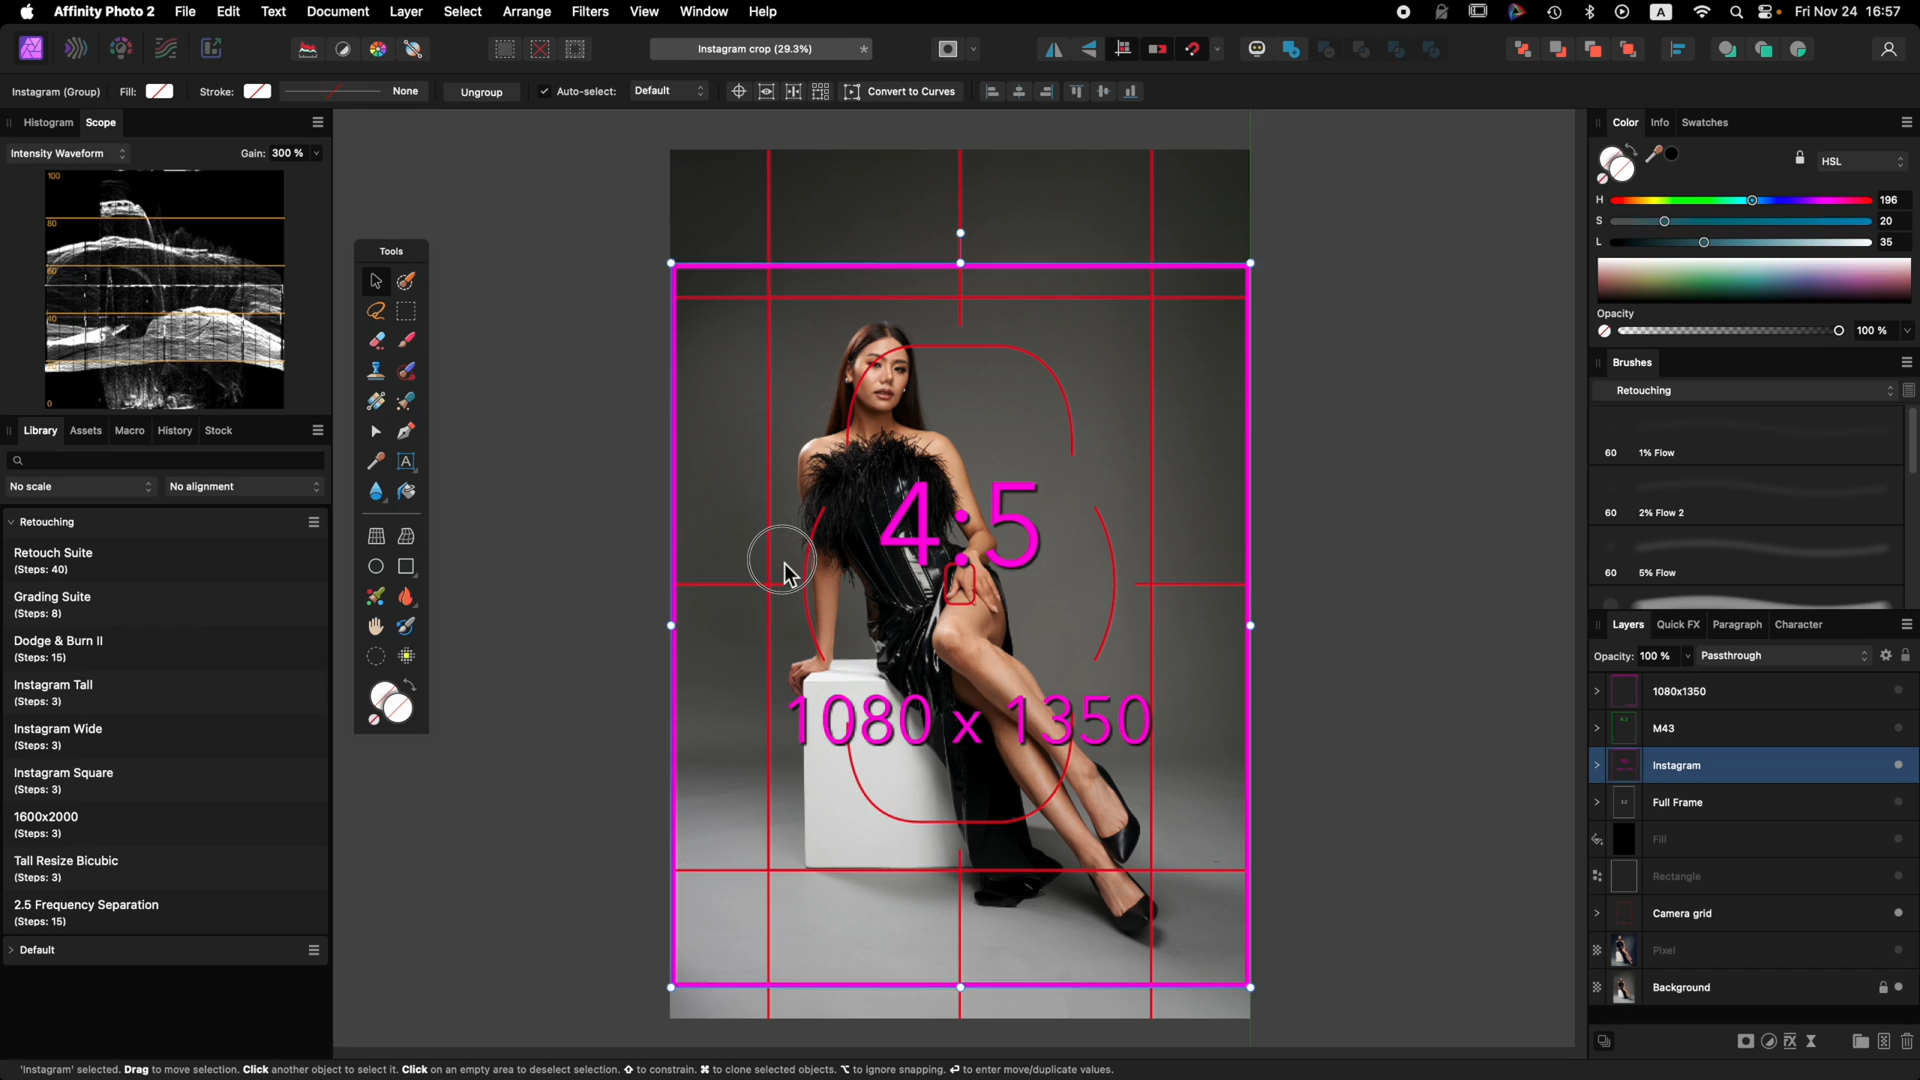 Affinity Photo 2 File Edit Text Document Layer Select Arrange Filters View Window Help
A Fri Nov 24 16:57
Instagram crop (29.3%) *
Instagram (Group) Fill: Stroke: None Ungroup Auto-select: Default Convert to Curves
Histogram Scope
Intensity Waveform Gain: 300 %
100
80
60
40
0
Library Assets Macro History Stock
No scale No alignment
Retouching
Retouch Suite
(Steps: 40)
Grading Suite
(Steps: 8)
Dodge & Burn II
(Steps: 15)
Instagram Tall
(Steps: 3)
Instagram Wide
(Steps: 3)
Instagram Square
(Steps: 3)
1600x2000
(Steps: 3)
Tall Resize Bicubic
(Steps: 3)
2.5 Frequency Separation
(Steps: 15)
Default
Tools
A
4:5
1080 x 1350
Color Info Swatches
HSL
H 196
S 20
L 35
Opacity
100 %
Brushes
Retouching
60 1% Flow
60 2% Flow 2
60 5% Flow
Layers Quick FX Paragraph Character
Opacity: 100 % Passthrough
1080x1350
M43
Instagram
Full Frame
Fill
Rectangle
Camera grid
Pixel
Background
'Instagram' selected. Drag to move selection. Click another object to select it. Click on an empty area to deselect selection. ⇧ to constrain. ⌘ to clone selected objects. ⌥ to ignore snapping. ⏎ to enter move/duplicate values.